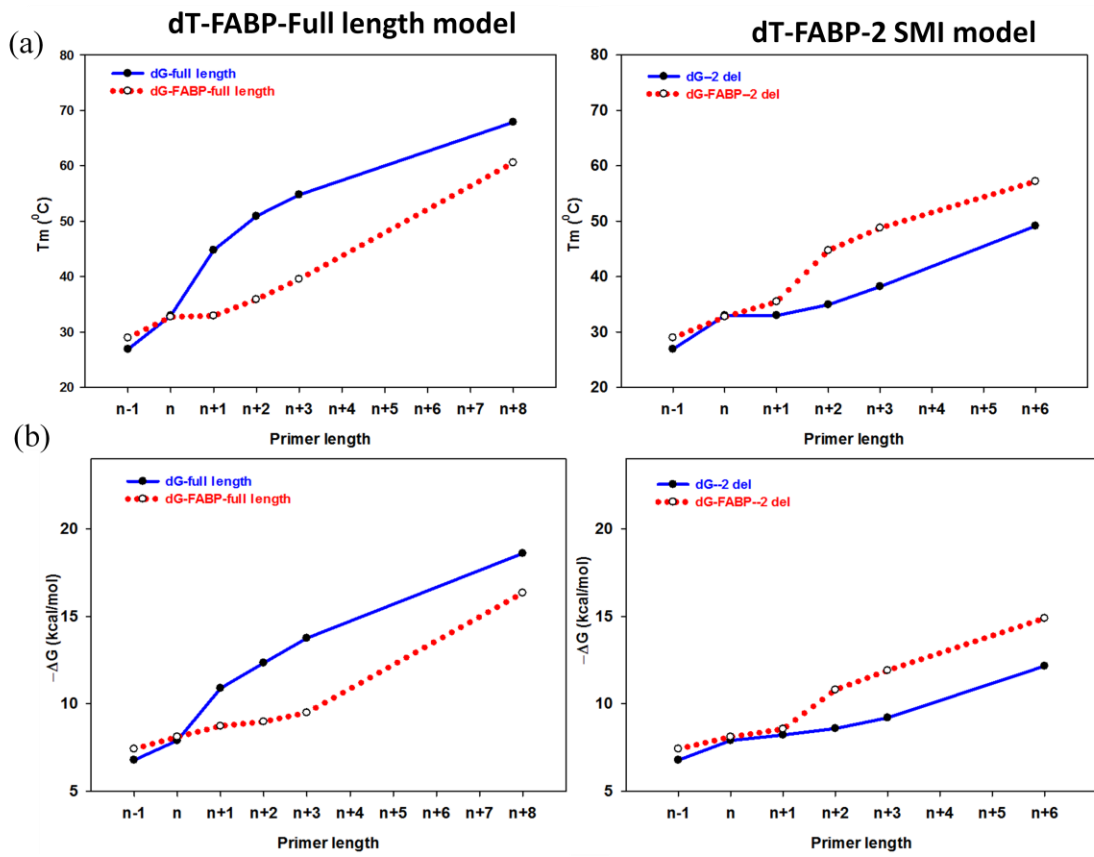 dT-FABP-Full length model
dT-FABP-2 SMI model
(a)
80
70
60
50
40
30
20
Tm (⁰C)
dG-full length
dG-FABP-full length
n-1 n n+1 n+2 n+3 n+4 n+5 n+6 n+7 n+8
Primer length
80
70
60
50
40
30
20
Tm (⁰C)
dG--2 del
dG-FABP--2 del
n-1 n n+1 n+2 n+3 n+4 n+5 n+6
Primer length
(b)
20
15
10
5
−ΔG (kcal/mol)
dG-full length
dG-FABP-full length
n-1 n n+1 n+2 n+3 n+4 n+5 n+6 n+7 n+8
Primer length
20
15
10
5
−ΔG (kcal/mol)
dG--2 del
dG-FABP--2 del
n-1 n n+1 n+2 n+3 n+4 n+5 n+6
Primer length